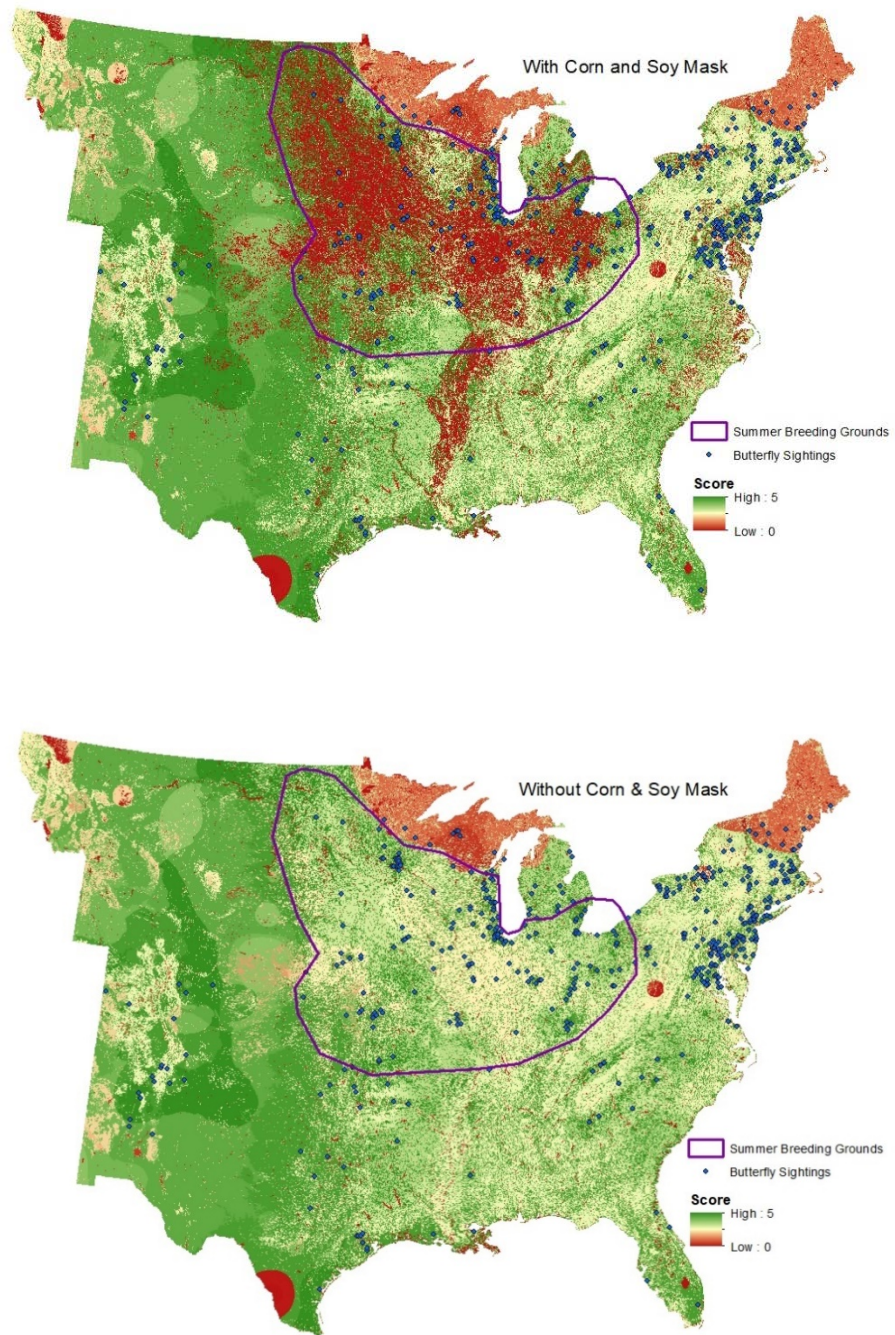 With Corn and Soy Mask
Summer Breeding Grounds
Butterfly Sightings
Score
High : 5
Low : 0
Without Corn & Soy Mask
Summer Breeding Grounds
Butterfly Sightings
Score
High : 5
Low : 0